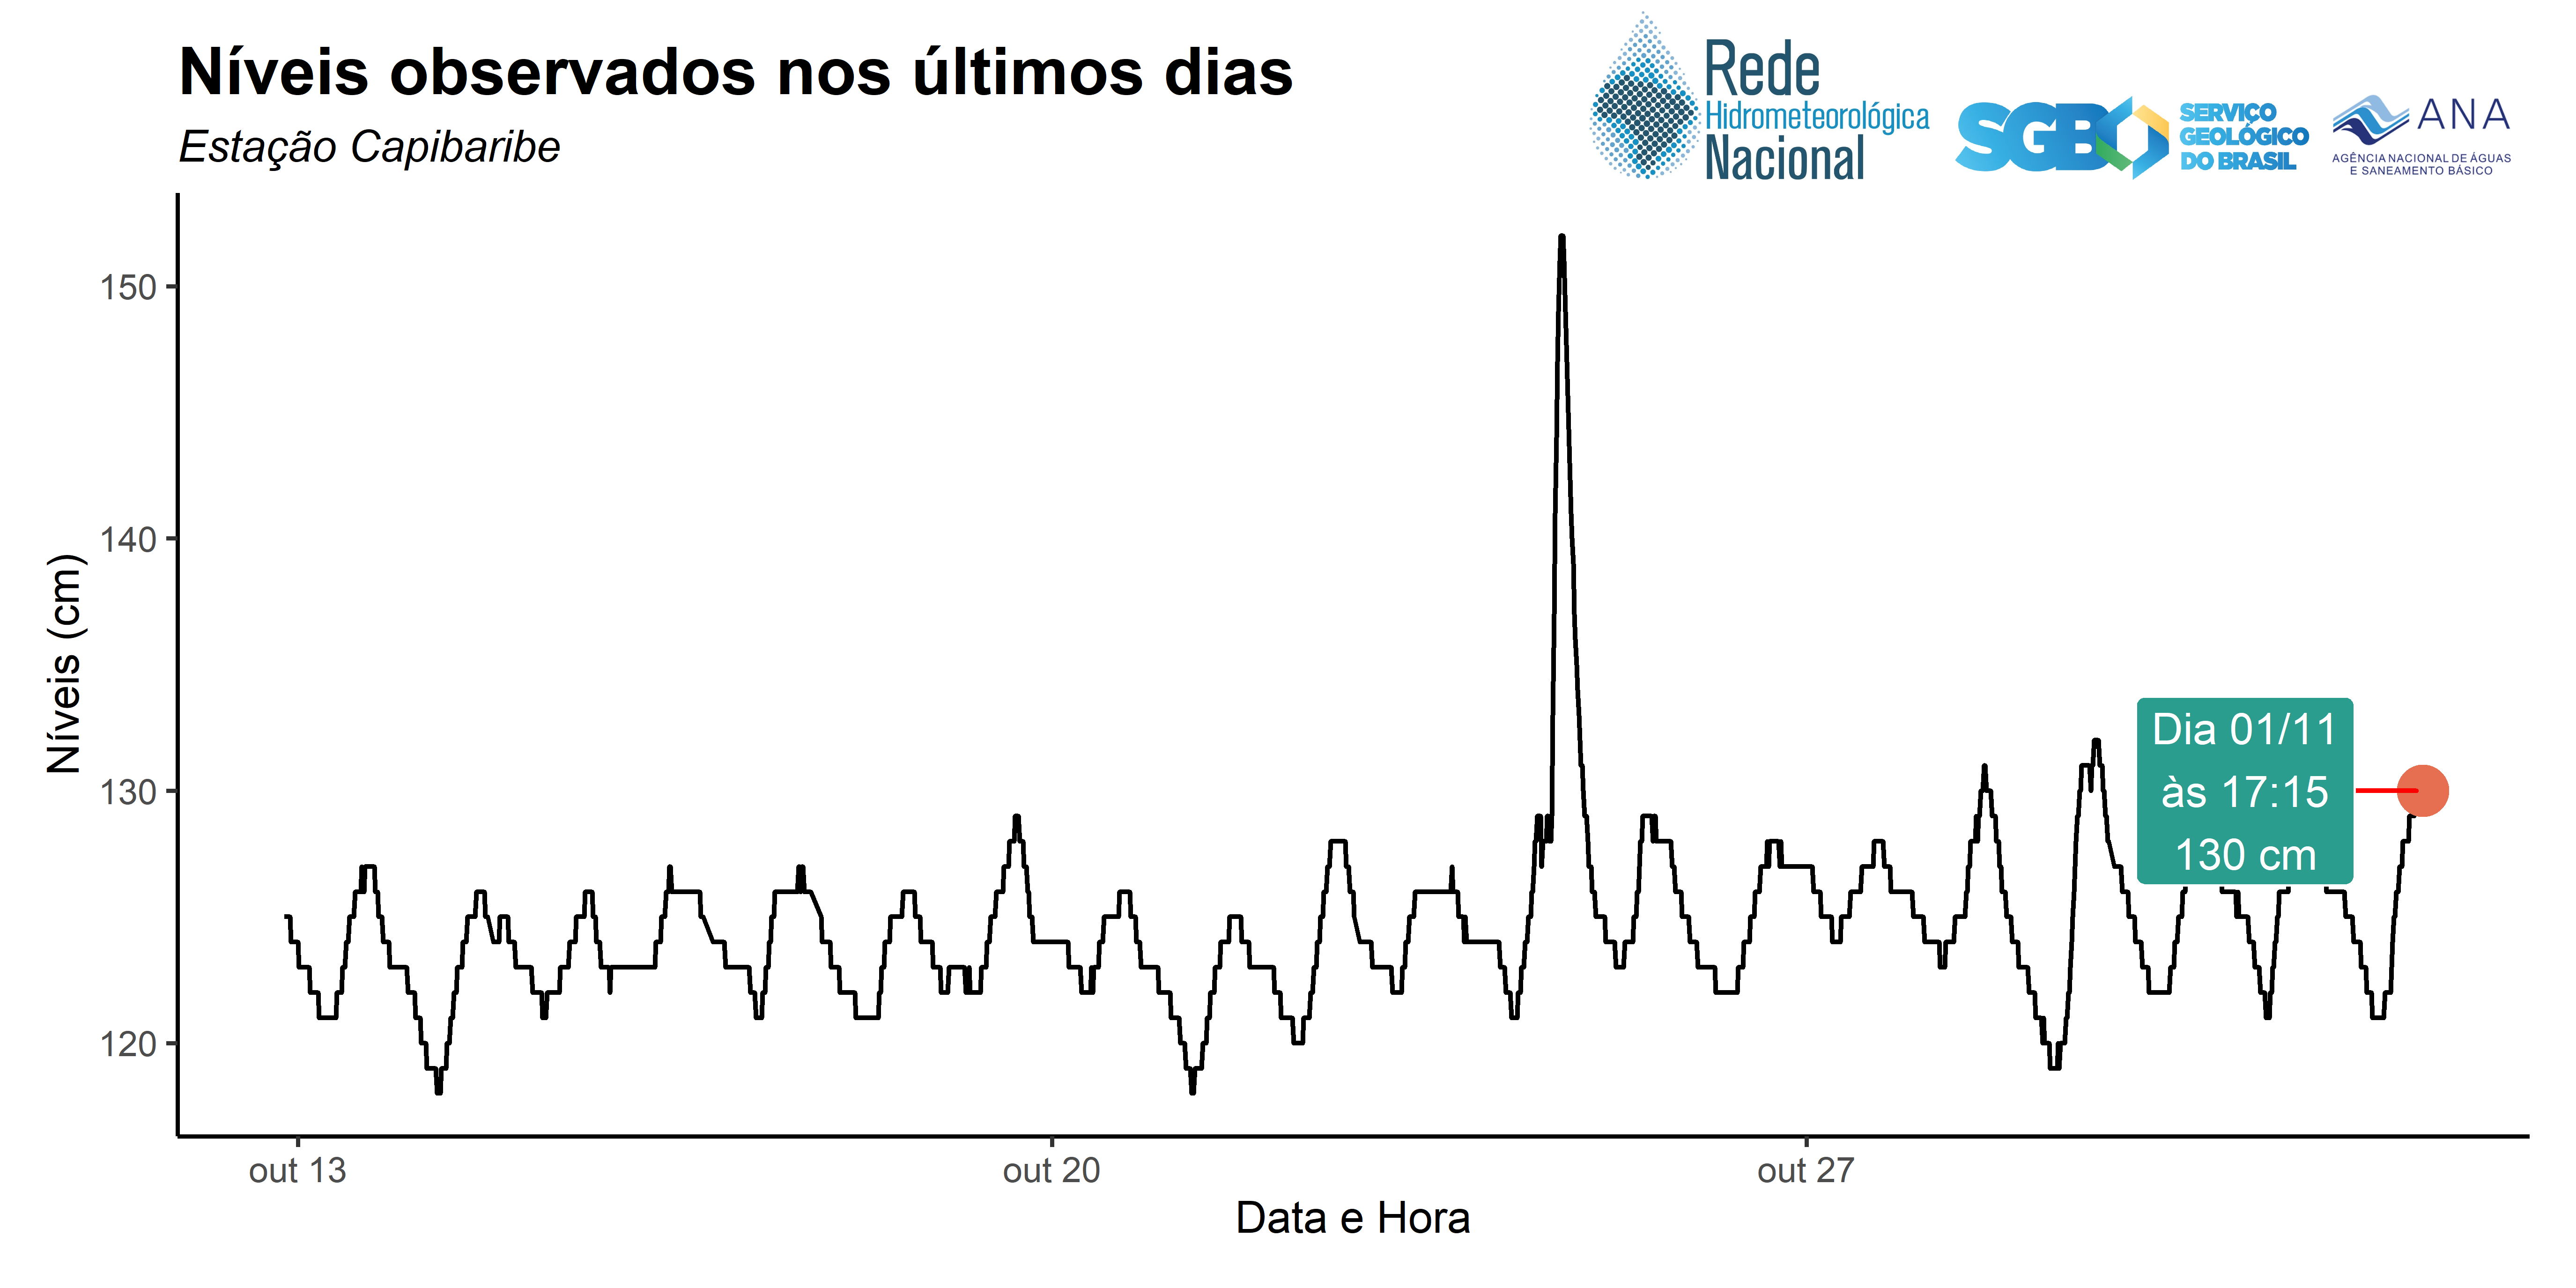 Níveis observados nos últimos dias
Estação Capibaribe
Rede
Hidrometeorológica
Nacional
SGB
SERVIÇO
GEOLÓGICO
DO BRASIL
ANA
AGÊNCIA NACIONAL DE ÁGUAS
E SANEAMENTO BÁSICO
Níveis (cm)
150
140
130
120
Dia 01/11
às 17:15
130 cm
out 13
out 20
out 27
Data e Hora